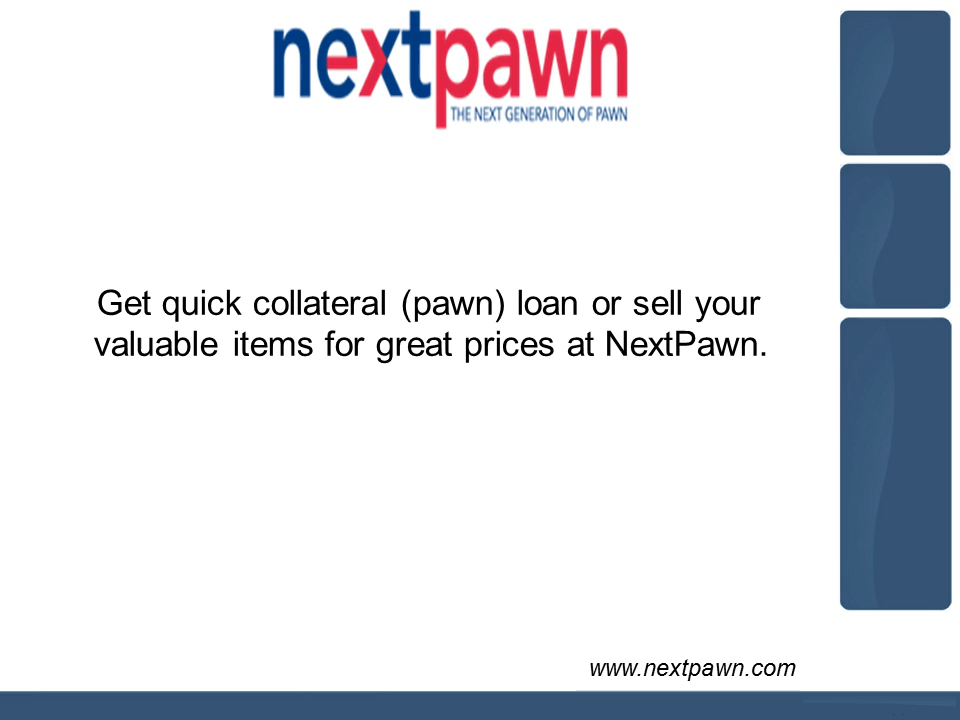 nextpawn
THE NEXT GENERATION OF PAWN
Get quick collateral (pawn) loan or sell your
valuable items for great prices at NextPawn.
www.nextpawn.com